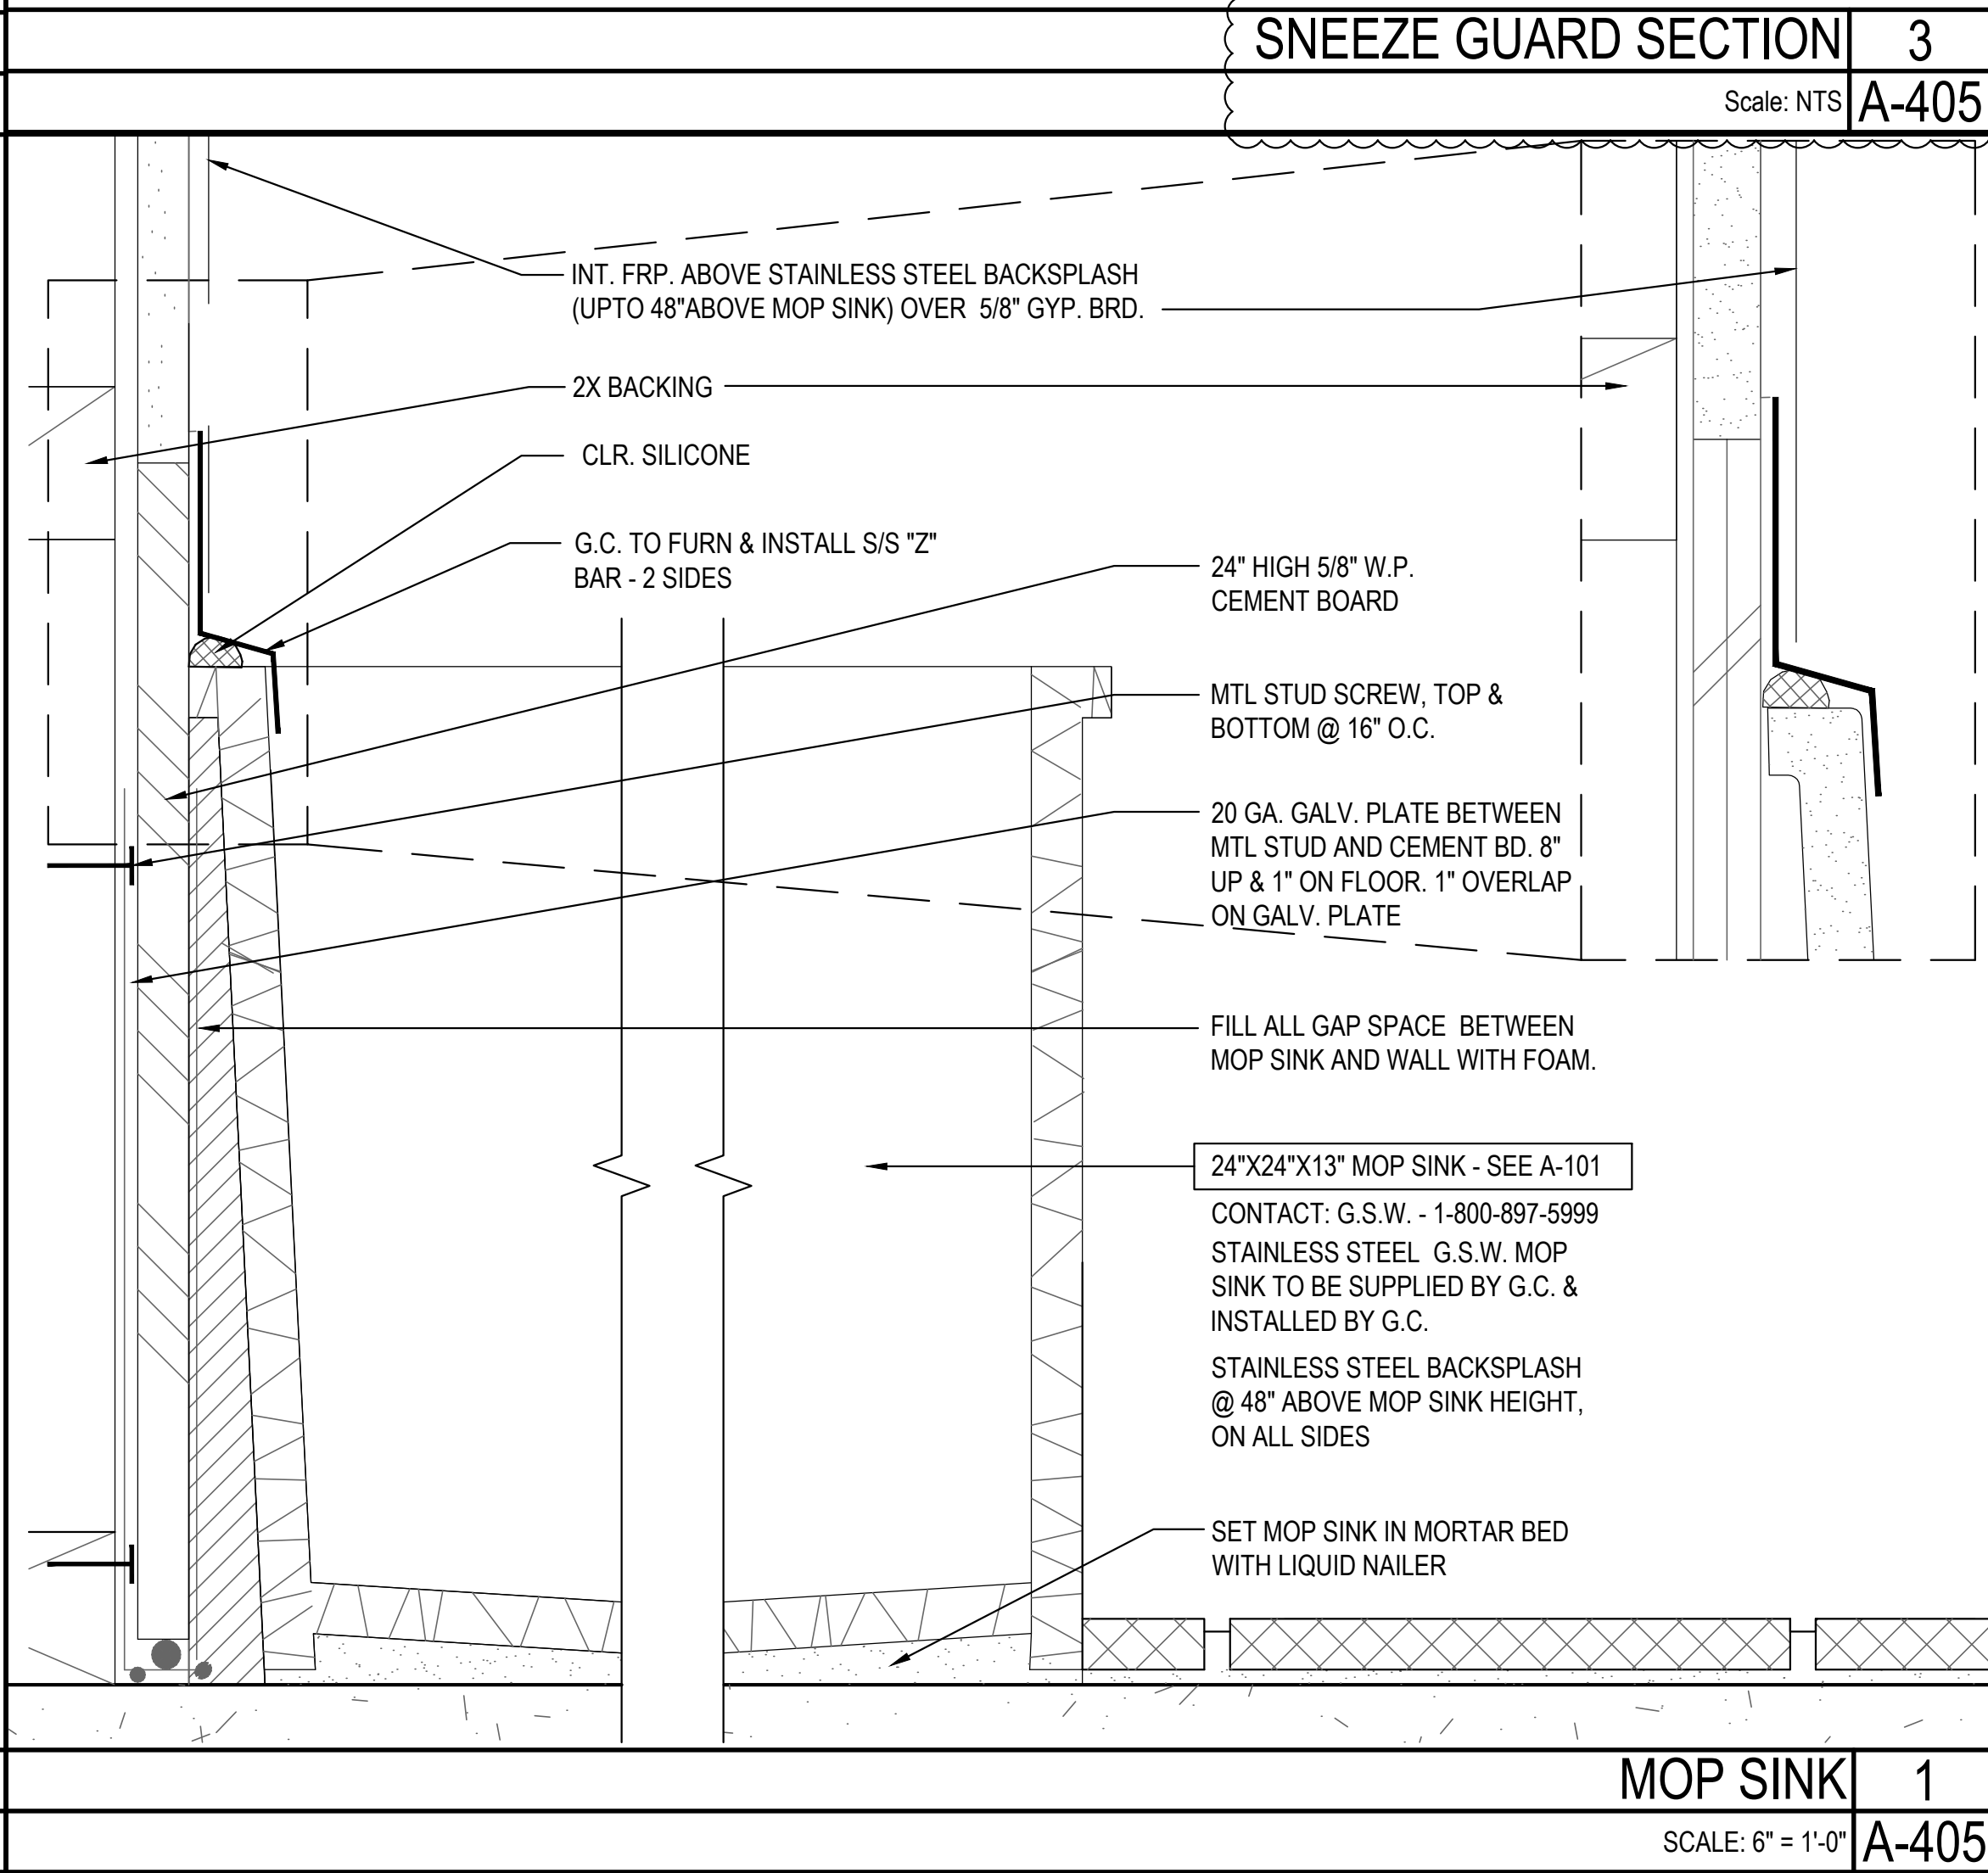 SNEEZE GUARD SECTION 3
Scale: NTS A-405
INT. FRP. ABOVE STAINLESS STEEL BACKSPLASH
(UPTO 48"ABOVE MOP SINK) OVER 5/8" GYP. BRD.
2X BACKING
CLR. SILICONE
G.C. TO FURN & INSTALL S/S "Z"
BAR - 2 SIDES
24" HIGH 5/8" W.P.
CEMENT BOARD
MTL STUD SCREW, TOP &
BOTTOM @ 16" O.C.
20 GA. GALV. PLATE BETWEEN
MTL STUD AND CEMENT BD. 8"
UP & 1" ON FLOOR. 1" OVERLAP
ON GALV. PLATE
FILL ALL GAP SPACE BETWEEN
MOP SINK AND WALL WITH FOAM.
24"X24"X13" MOP SINK - SEE A-101
CONTACT: G.S.W. - 1-800-897-5999
STAINLESS STEEL G.S.W. MOP
SINK TO BE SUPPLIED BY G.C. &
INSTALLED BY G.C.
STAINLESS STEEL BACKSPLASH
@ 48" ABOVE MOP SINK HEIGHT,
ON ALL SIDES
SET MOP SINK IN MORTAR BED
WITH LIQUID NAILER
MOP SINK 1
SCALE: 6" = 1'-0" A-405